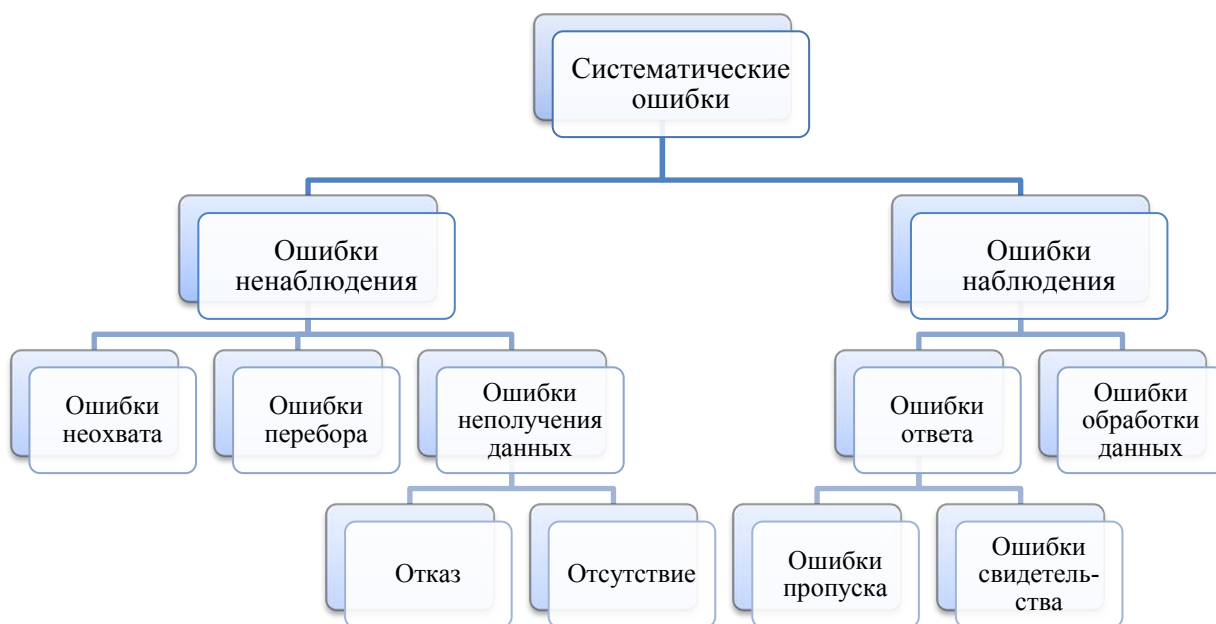 Систематические
ошибки
Ошибки
ненаблюдения
Ошибки
наблюдения
Ошибки
неохвата
Ошибки
перебора
Ошибки
неполучения
данных
Ошибки
ответа
Ошибки
обработки
данных
Отказ
Отсутствие
Ошибки
пропуска
Ошибки
свидетель-
ства